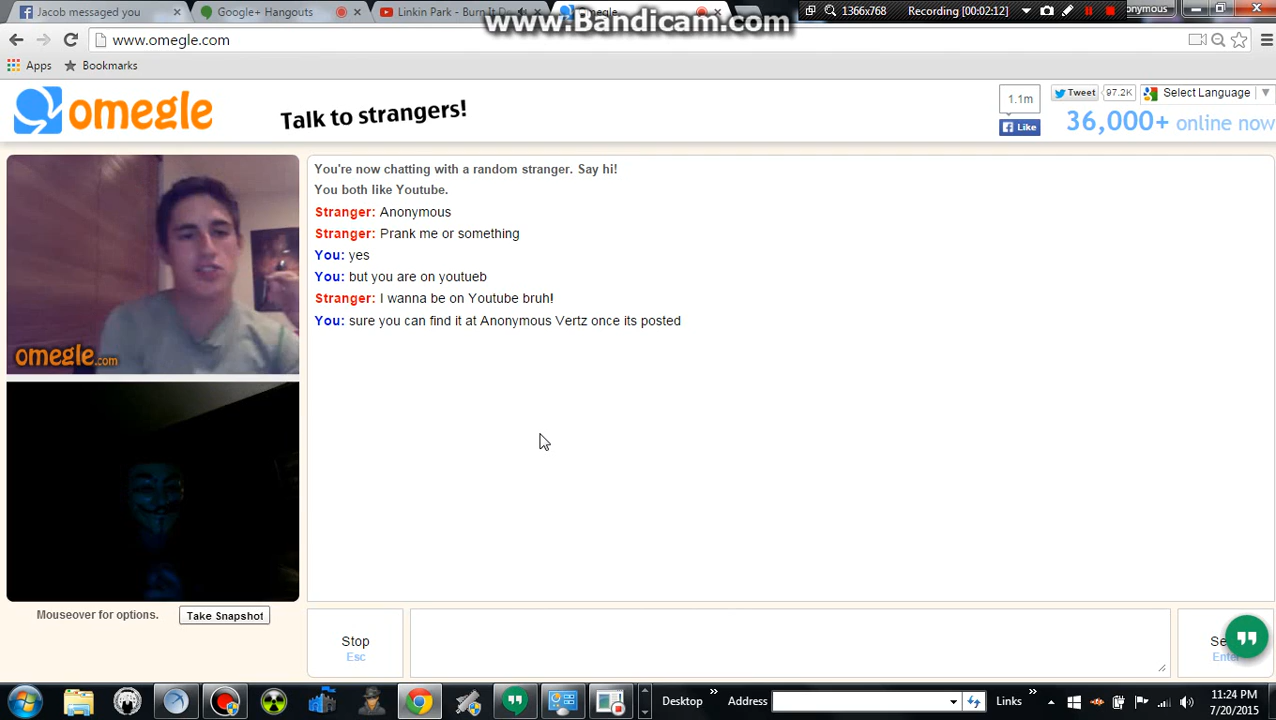 Jacob messaged you
Google+ Hangouts
Linkin Park - Burn It D
Omegle
www.Bandicam.com
1366x768
Recording [00:02:12]
onymous
www.omegle.com
Apps
Bookmarks
omegle
Talk to strangers!
1.1m
Like
Tweet
97.2K
Select Language
36,000+ online now
You're now chatting with a random stranger. Say hi!
You both like Youtube.
Stranger: Anonymous
Stranger: Prank me or something
You: yes
You: but you are on youtueb
Stranger: I wanna be on Youtube bruh!
You: sure you can find it at Anonymous Vertz once its posted
omegle.com
Mouseover for options.
Take Snapshot
Stop
Esc
Se
Enter
Desktop
Address
Links
11:24 PM
7/20/2015